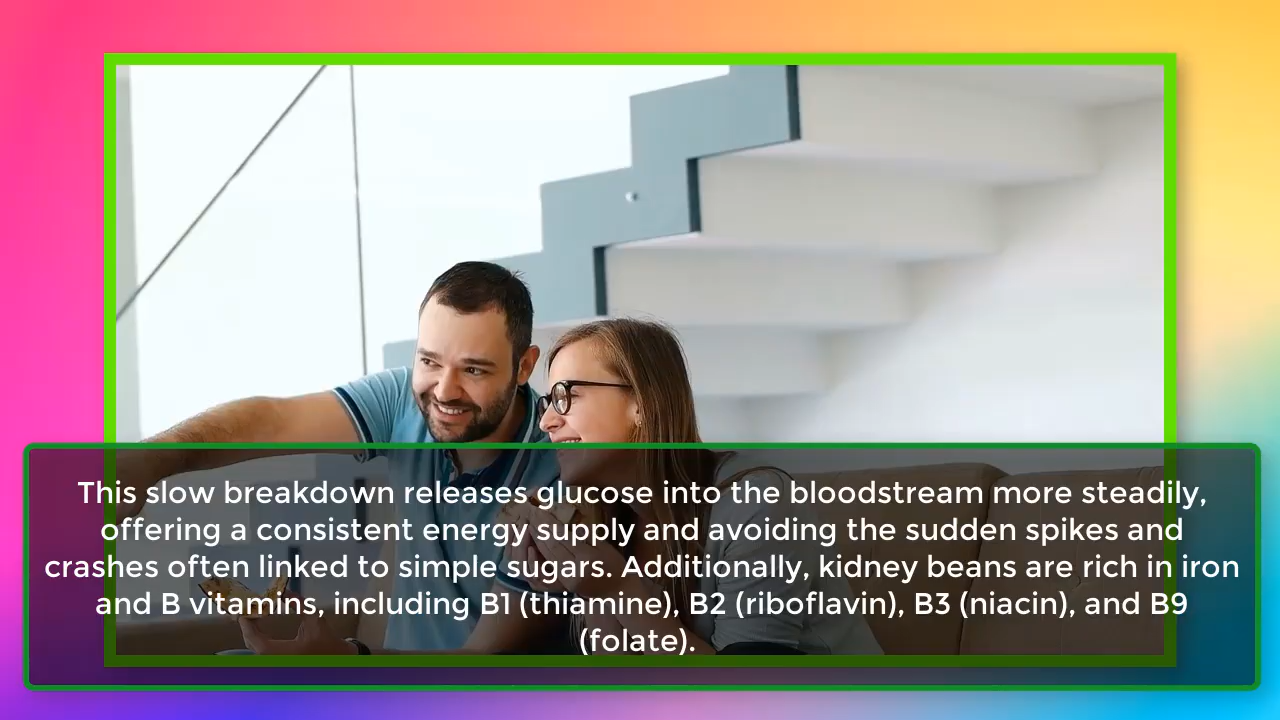 This slow breakdown releases glucose into the bloodstream more steadily,
offering a consistent energy supply and avoiding the sudden spikes and
crashes often linked to simple sugars. Additionally, kidney beans are rich in iron
and B vitamins, including B1 (thiamine), B2 (riboflavin), B3 (niacin), and B9
(folate).